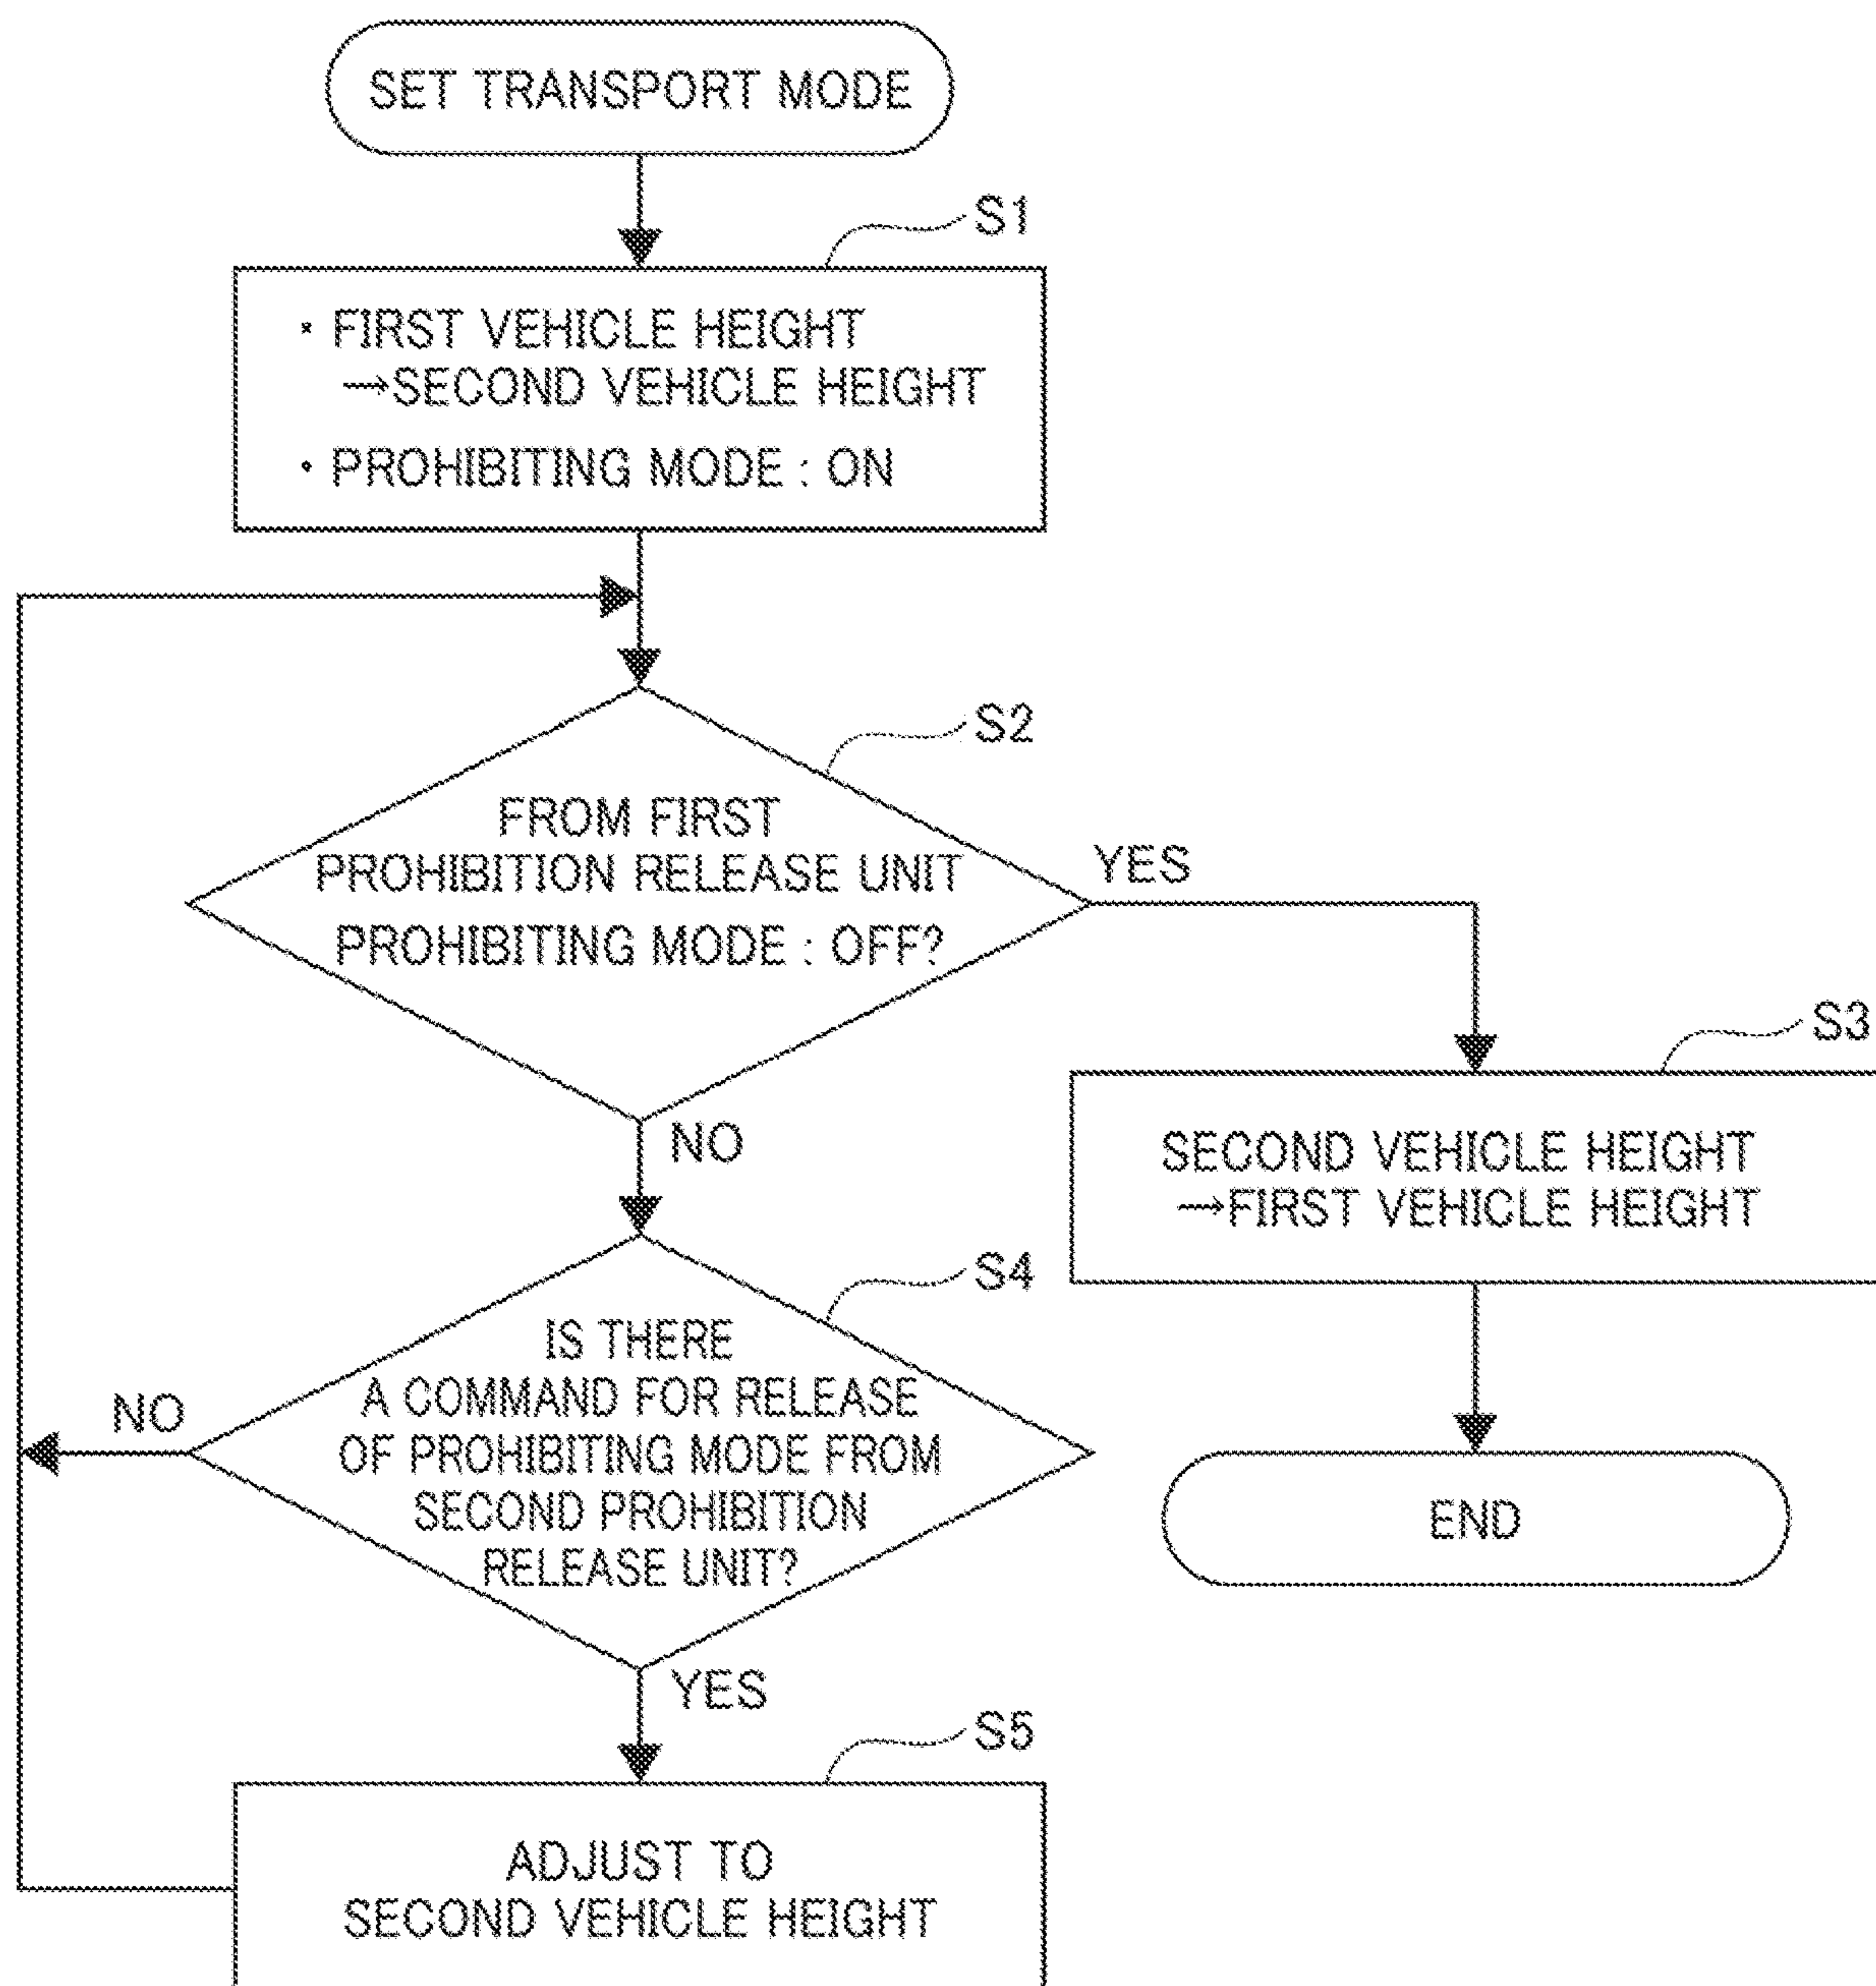 SET TRANSPORT MODE
S1
・FIRST VEHICLE HEIGHT
→SECOND VEHICLE HEIGHT
・PROHIBITING MODE : ON
S2
FROM FIRST
PROHIBITION RELEASE UNIT
PROHIBITING MODE : OFF?
YES
NO
S3
SECOND VEHICLE HEIGHT
→FIRST VEHICLE HEIGHT
S4
IS THERE
A COMMAND FOR RELEASE
OF PROHIBITING MODE FROM
SECOND PROHIBITION
RELEASE UNIT?
NO
YES
END
S5
ADJUST TO
SECOND VEHICLE HEIGHT